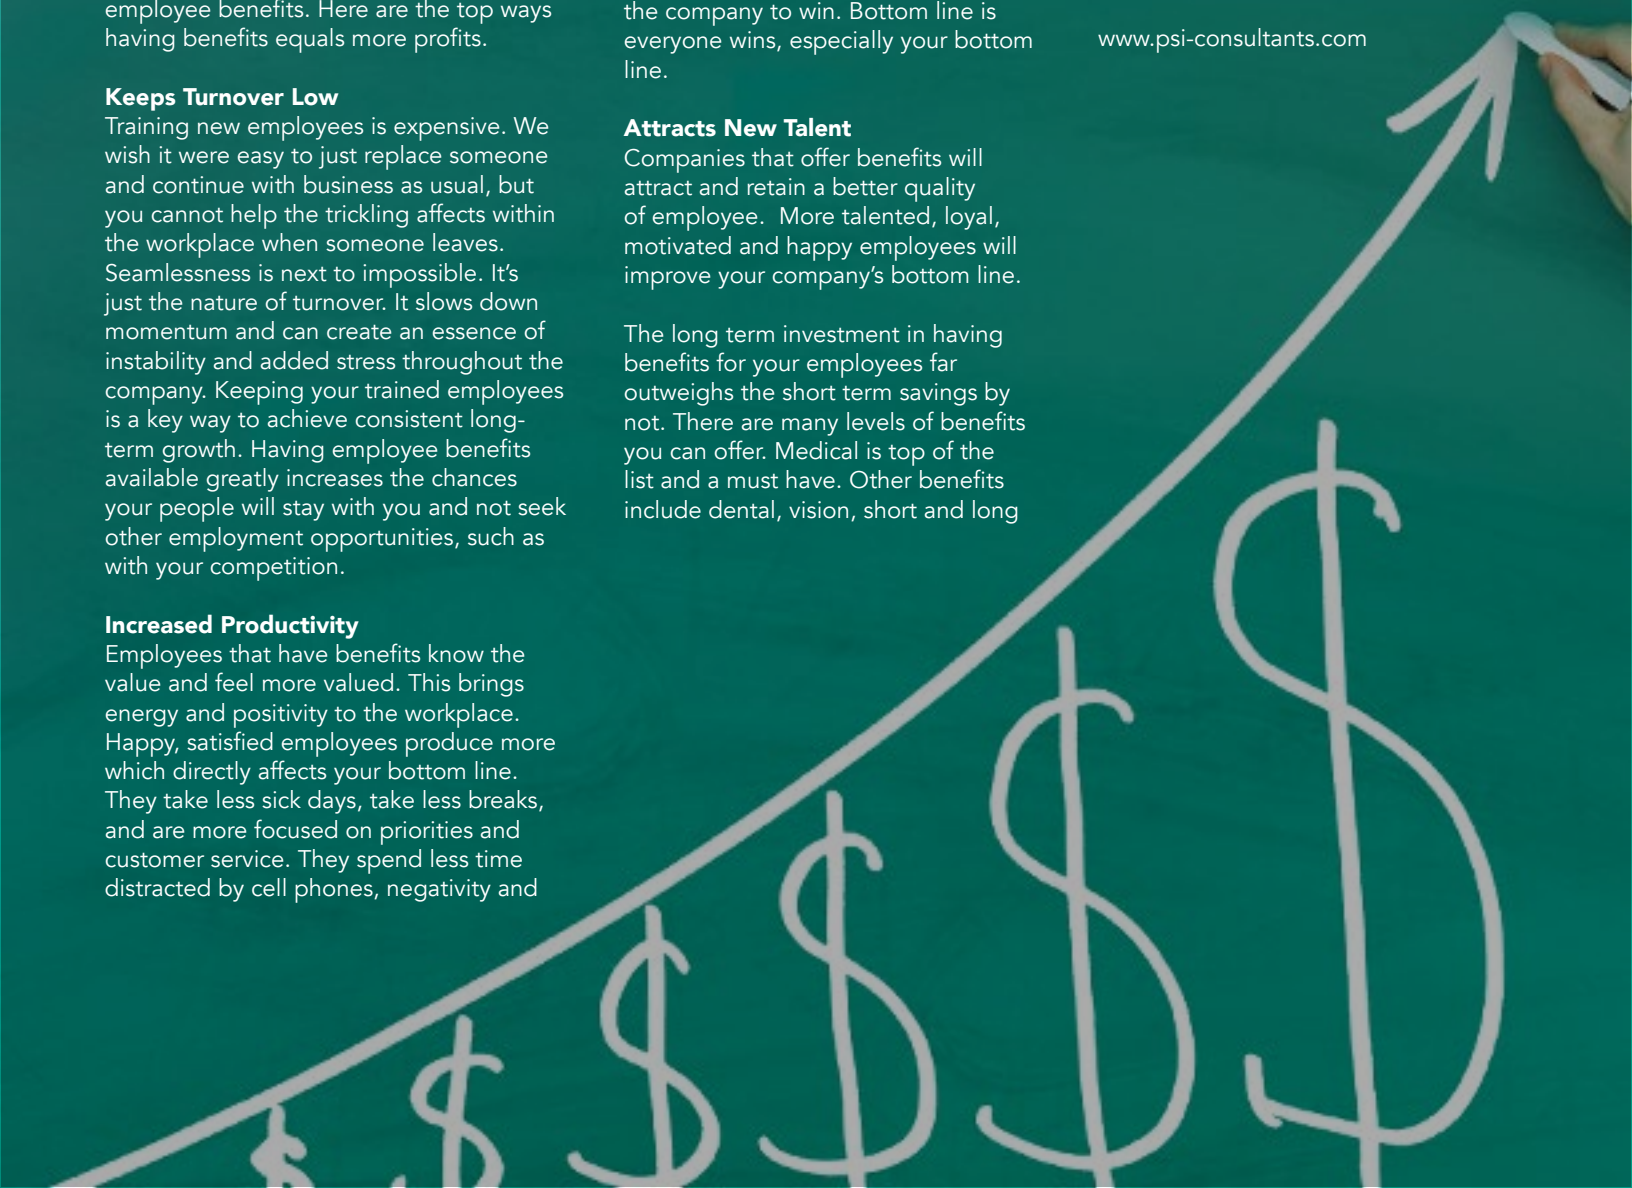 employee benefits. Here are the top ways
having benefits equals more profits.
Keeps Turnover Low
Training new employees is expensive. We
wish it were easy to just replace someone
and continue with business as usual, but
you cannot help the trickling affects within
the workplace when someone leaves.
Seamlessness is next to impossible. It’s
just the nature of turnover. It slows down
momentum and can create an essence of
instability and added stress throughout the
company. Keeping your trained employees
is a key way to achieve consistent long-
term growth. Having employee benefits
available greatly increases the chances
your people will stay with you and not seek
other employment opportunities, such as
with your competition.
Increased Productivity
Employees that have benefits know the
value and feel more valued. This brings
energy and positivity to the workplace.
Happy, satisfied employees produce more
which directly affects your bottom line.
They take less sick days, take less breaks,
and are more focused on priorities and
customer service. They spend less time
distracted by cell phones, negativity and
the company to win. Bottom line is
everyone wins, especially your bottom
line.
Attracts New Talent
Companies that offer benefits will
attract and retain a better quality
of employee.  More talented, loyal,
motivated and happy employees will
improve your company’s bottom line.
The long term investment in having
benefits for your employees far
outweighs the short term savings by
not. There are many levels of benefits
you can offer. Medical is top of the
list and a must have. Other benefits
include dental, vision, short and long
www.psi-consultants.com
$ $ $ $ $ $